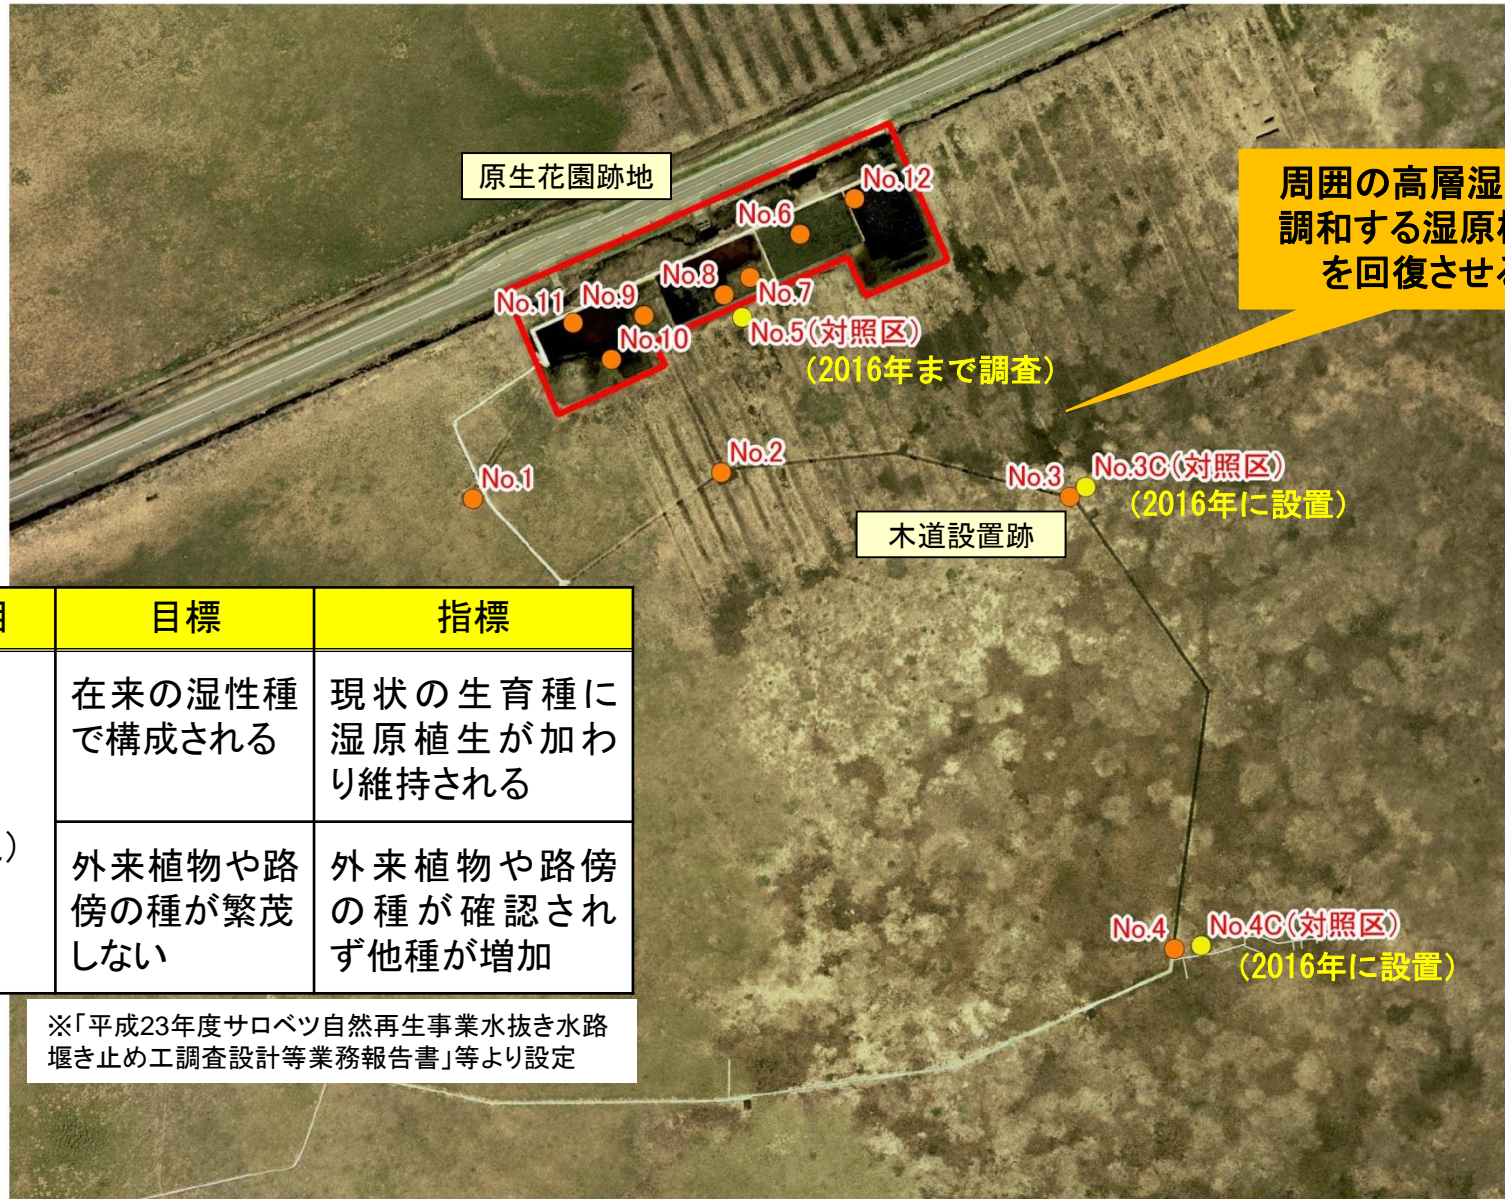 原生花園跡地
No.12
No.6
No.8
No.7
No.11
No.9
No.10
No.5(対照区)
(2016年まで調査)
周囲の高層湿
調和する湿原
を回復させ
No.1
No.2
No.3
No.3C(対照区)
(2016年に設置)
木道設置跡
目標
指標
在来の湿性種
で構成される
現状の生育種に
湿原植生が加わ
り維持される
外来植物や路
傍の種が繁茂
しない
外来植物や路傍
の種が確認され
ず他種が増加
)
No.4
No.4C(対照区)
(2016年に設置)
※「平成23年度サロベツ自然再生事業水抜き水路
堰き止め工調査設計等業務報告書」等より設定